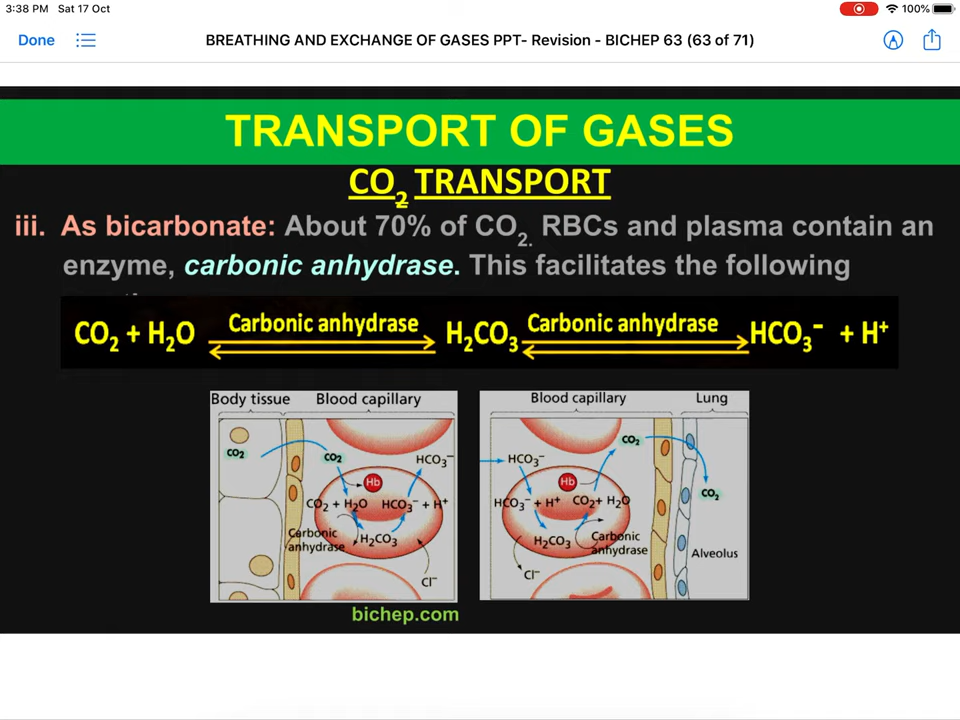 3:38 PM Sat 17 Oct
100%
Done
BREATHING AND EXCHANGE OF GASES PPT- Revision - BICHEP 63 (63 of 71)
TRANSPORT OF GASES
CO₂ TRANSPORT
iii. As bicarbonate: About 70% of CO₂. RBCs and plasma contain an
enzyme, carbonic anhydrase. This facilitates the following
CO₂ + H₂O Carbonic anhydrase H₂CO₃ Carbonic anhydrase HCO₃⁻ + H⁺
Body tissue Blood capillary
CO₂
CO₂
HCO₃⁻
Hb
CO₂ + H₂O HCO₃⁻ + H⁺
Carbonic
anhydrase
H₂CO₃
Cl⁻
Blood capillary Lung
CO₂
HCO₃⁻
Hb
CO₂
HCO₃⁻ + H⁺ CO₂ + H₂O
H₂CO₃
Carbonic
anhydrase
Alveolus
Cl⁻
bichep.com